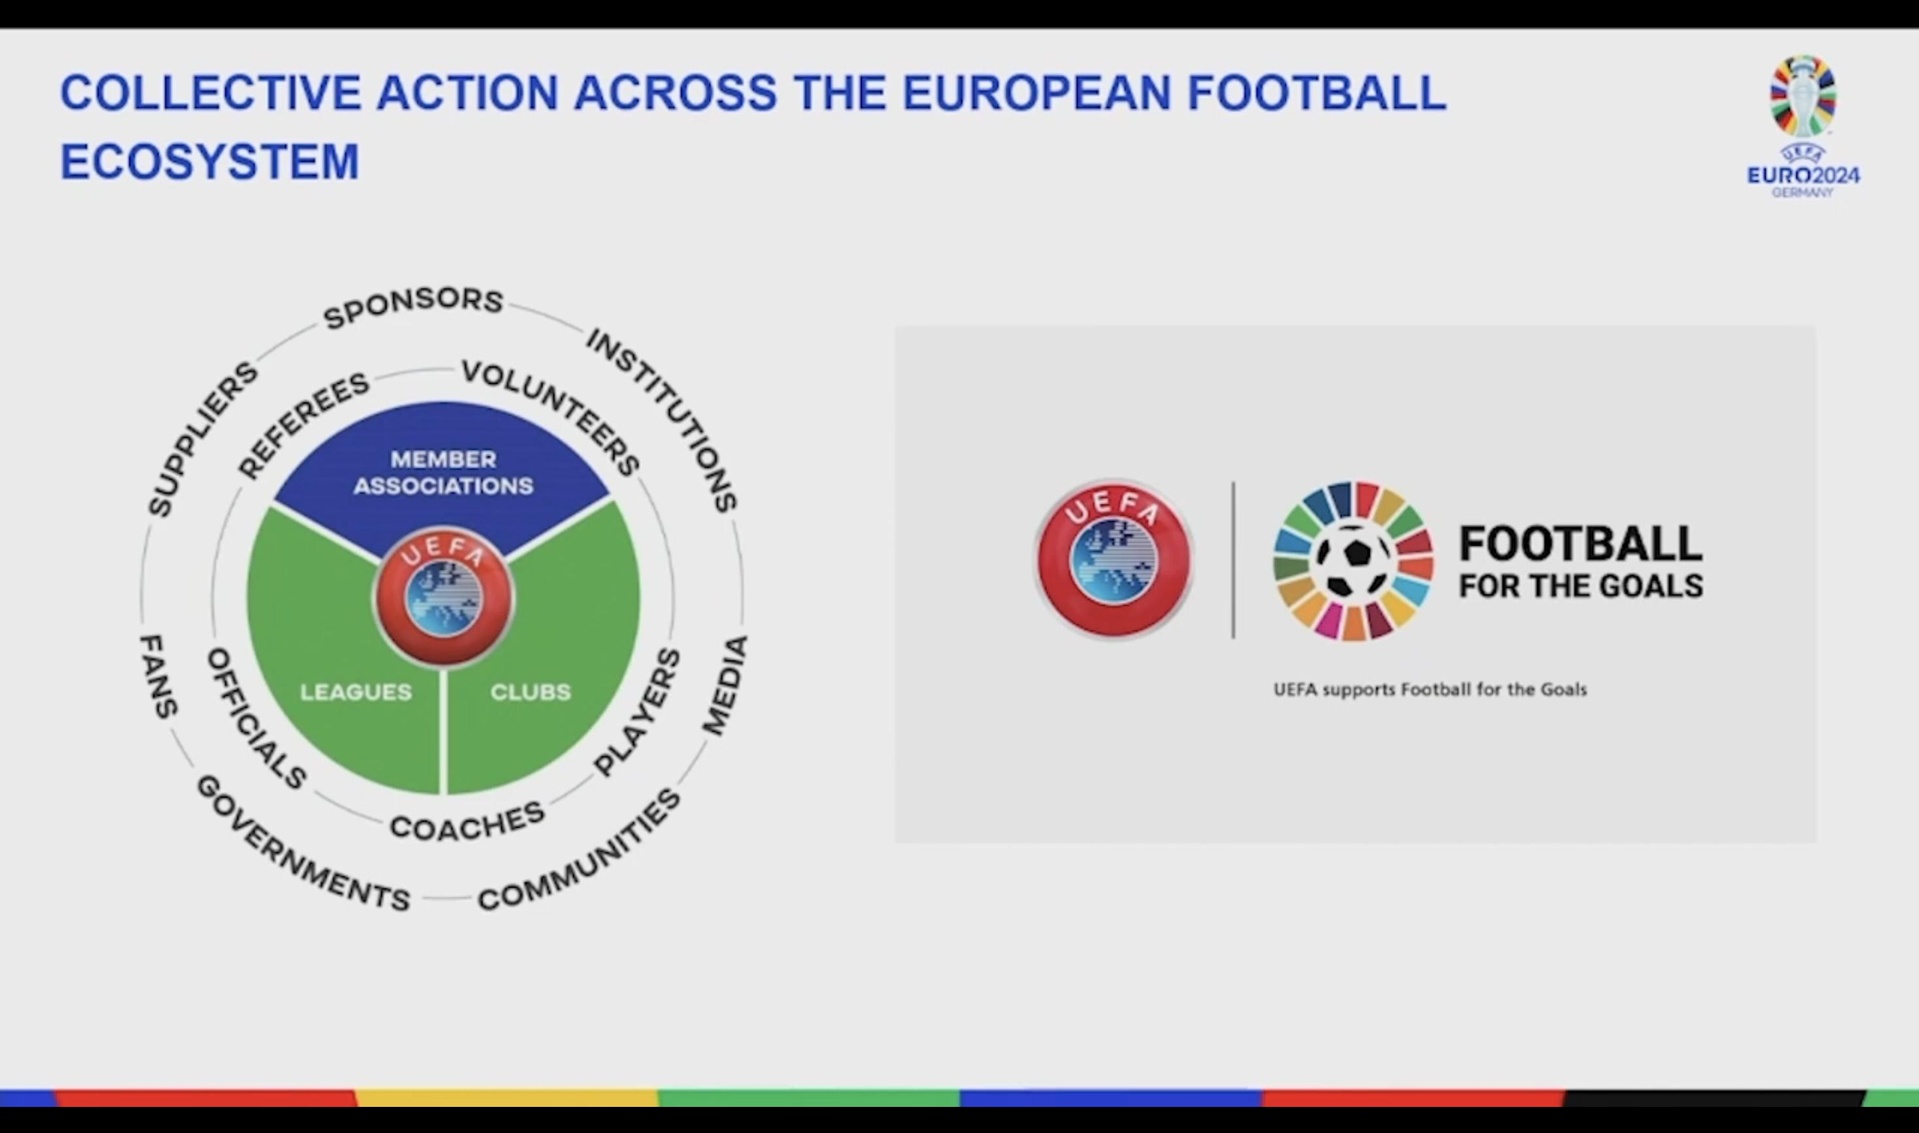 COLLECTIVE ACTION ACROSS THE EUROPEAN FOOTBALL
ECOSYSTEM
UEFA
EURO2024
GERMANY
SPONSORS
INSTITUTIONS
MEDIA
COMMUNITIES
GOVERNMENTS
FANS
SUPPLIERS
REFEREES
VOLUNTEERS
PLAYERS
COACHES
OFFICIALS
MEMBER
ASSOCIATIONS
UEFA
LEAGUES
CLUBS
UEFA
FOOTBALL
FOR THE GOALS
UEFA supports Football for the Goals